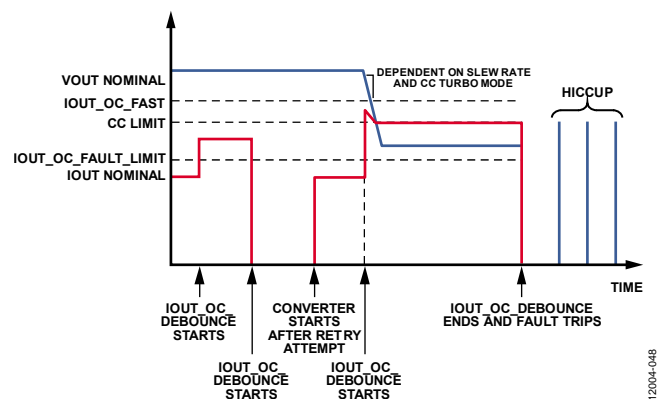 VOUT NOMINAL
IOUT_OC_FAST
CC LIMIT
IOUT_OC_FAULT_LIMIT
IOUT NOMINAL
DEPENDENT ON SLEW RATE
AND CC TURBO MODE
HICCUP
TIME
IOUT_OC_
DEBOUNCE
STARTS
IOUT_OC_
DEBOUNCE
STARTS
CONVERTER
STARTS
AFTER RETRY
ATTEMPT
IOUT_OC_
DEBOUNCE
STARTS
IOUT_OC_DEBOUNCE
ENDS AND FAULT TRIPS
12004-048